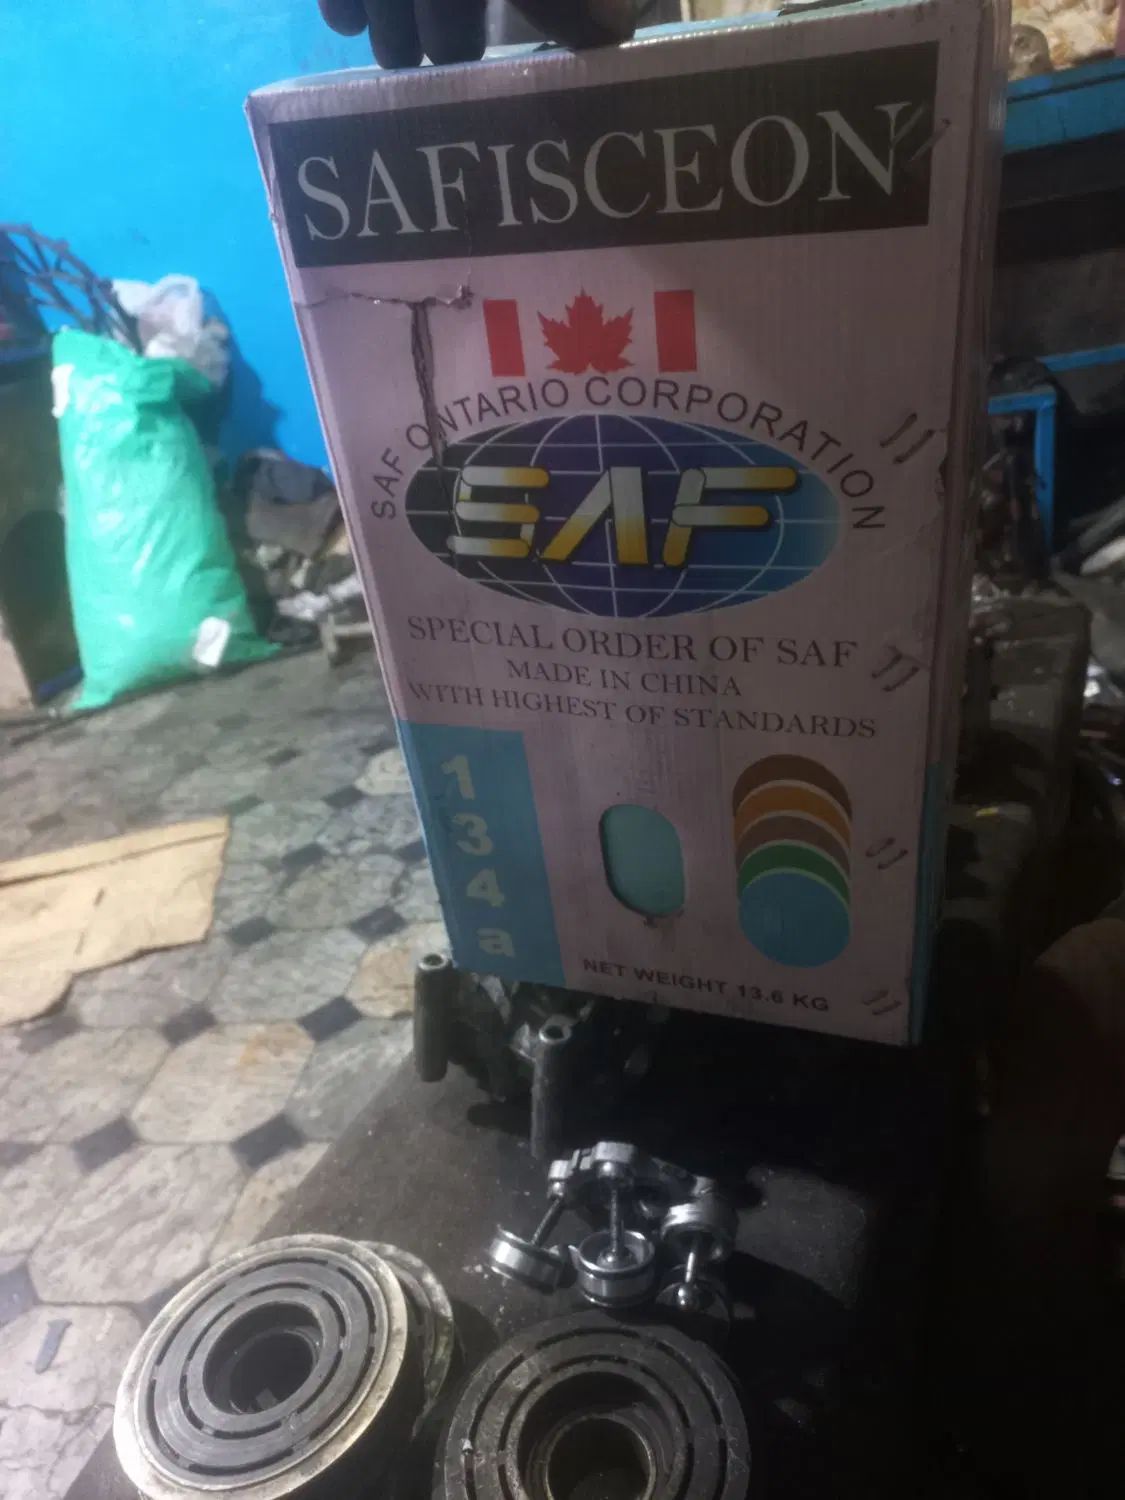 SAFISCEON
SAF ONTARIO CORPORATION
SAF
SPECIAL ORDER OF SAF
MADE IN CHINA
WITH HIGHEST OF STANDARDS
134a
NET WEIGHT 13.6 KG